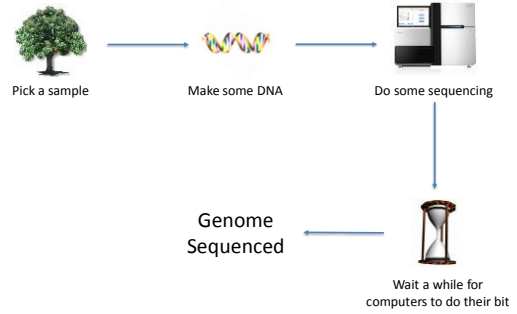 Pick a sample
Make some DNA
Do some sequencing
Genome
Sequenced
Wait a while for
computers to do their bit